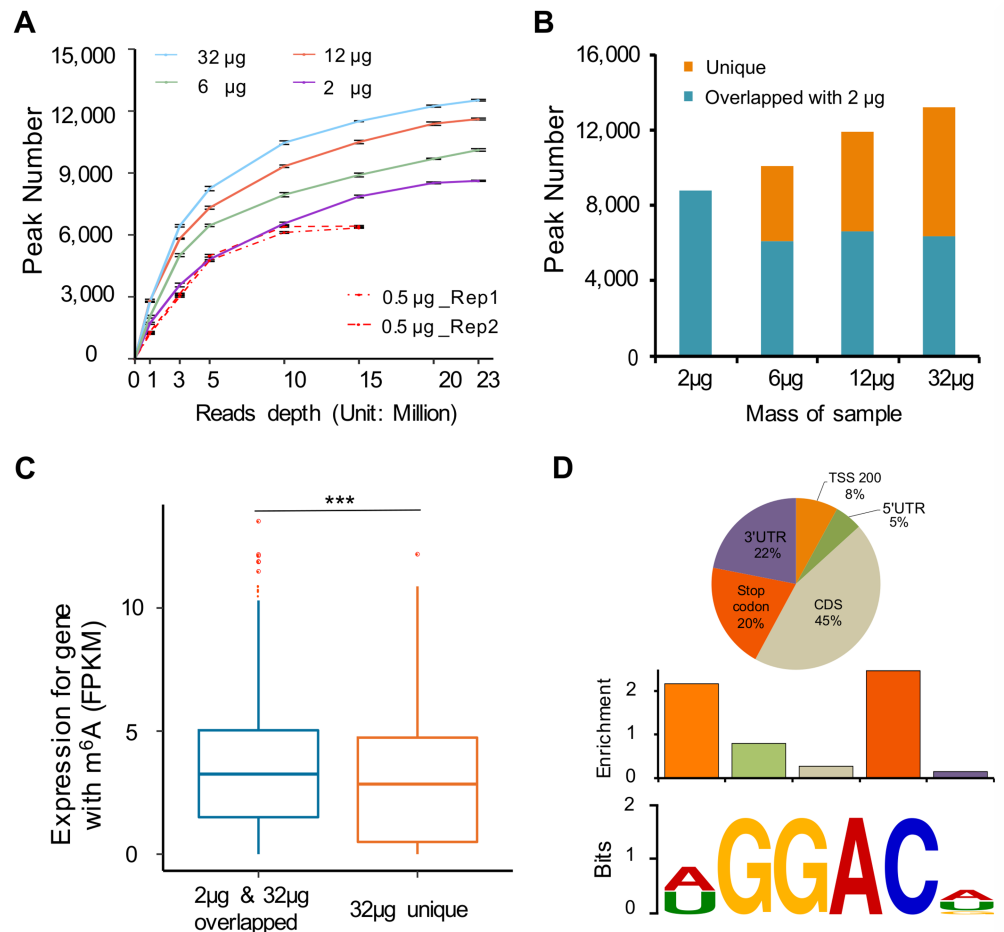 A
Peak Number
15,000
12,000
9,000
6,000
3,000
0
32 µg
12 µg
6 µg
2 µg
0.5 µg_Rep1
0.5 µg_Rep2
0 1 3 5 10 15 20 23
Reads depth (Unit: Million)
B
Peak Number
16,000
12,000
8,000
4,000
0
Unique
Overlapped with 2 µg
2µg 6µg 12µg 32µg
Mass of sample
C
Expression for gene
with m⁶A (FPKM)
***
10
5
0
2µg & 32µg
overlapped
32µg unique
D
TSS 200
8%
5'UTR
5%
3'UTR
22%
Stop
codon
20%
CDS
45%
Enrichment
2
1
0
Bits
2
1
0
A
U
GGAC
A
U